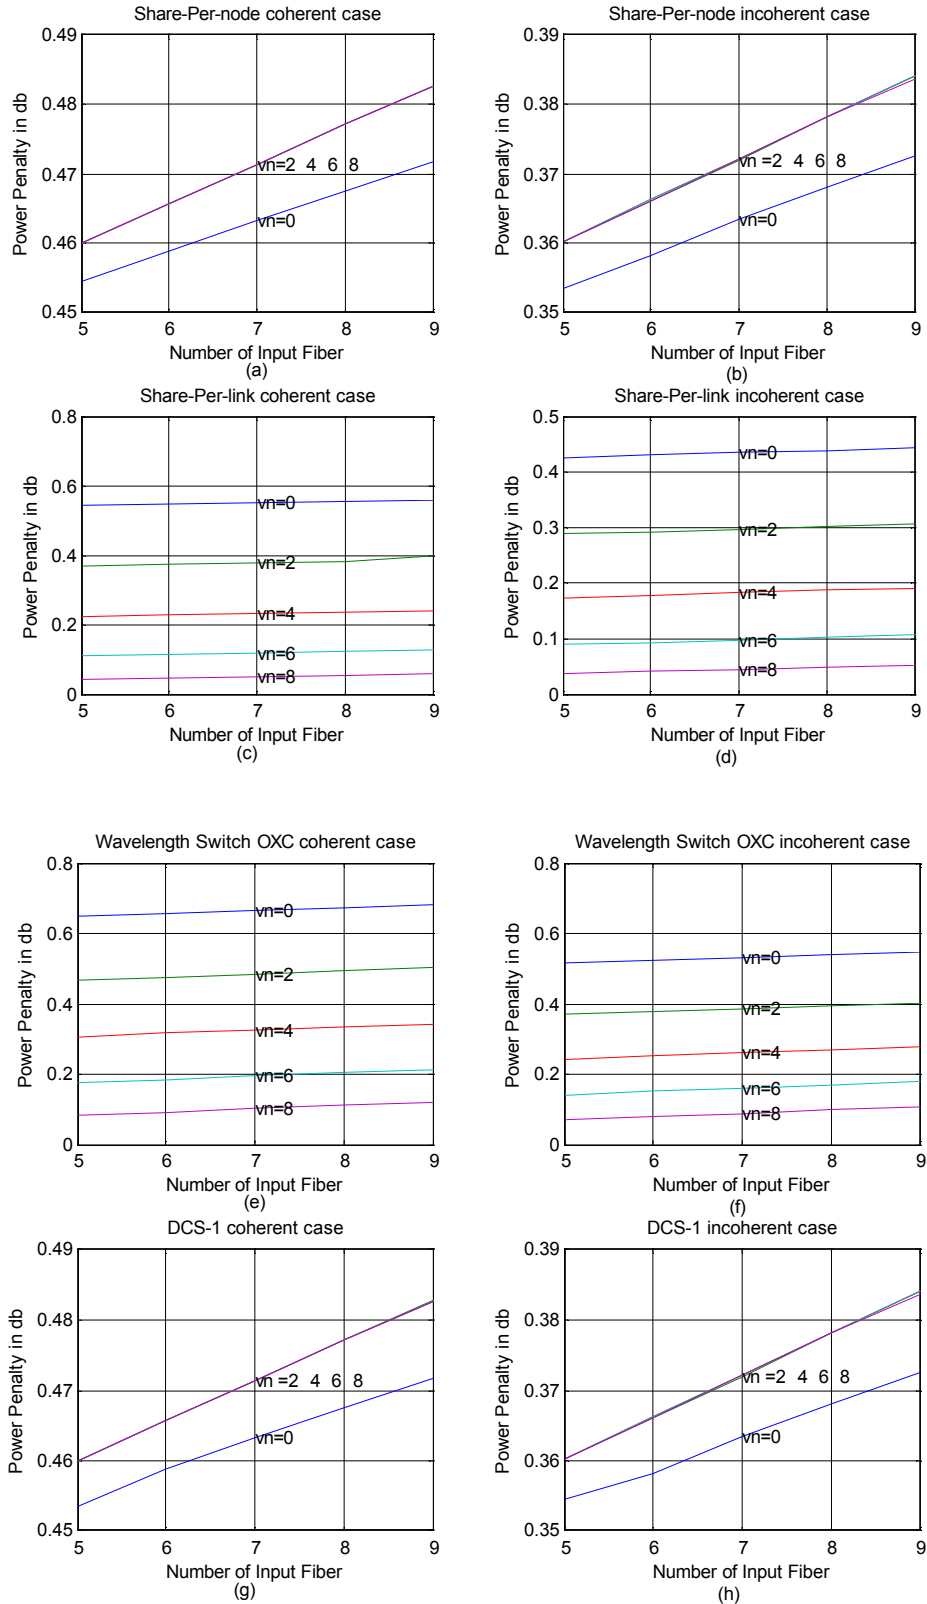 Share-Per-node coherent case
0.49
0.48
0.47
0.46
0.45
Power Penalty in db
vn=2 4 6 8
vn=0
5 6 7 8 9
Number of Input Fiber
(a)
Share-Per-node incoherent case
0.39
0.38
0.37
0.36
0.35
Power Penalty in db
vn =2 4 6 8
vn=0
5 6 7 8 9
Number of Input Fiber
(b)
Share-Per-link coherent case
0.8
0.6
0.4
0.2
0
Power Penalty in db
vn=0
vn=2
vn=4
vn=6
vn=8
5 6 7 8 9
Number of Input Fiber
(c)
Share-Per-link incoherent case
0.5
0.4
0.3
0.2
0.1
0
Power Penalty in db
vn=0
vn=2
vn=4
vn=6
vn=8
5 6 7 8 9
Number of Input Fiber
(d)
Wavelength Switch OXC coherent case
0.8
0.6
0.4
0.2
0
Power Penalty in db
vn=0
vn=2
vn=4
vn=6
vn=8
5 6 7 8 9
Number of Input Fiber
(e)
Wavelength Switch OXC incoherent case
0.8
0.6
0.4
0.2
0
Power Penalty in db
vn=0
vn=2
vn=4
vn=6
vn=8
5 6 7 8 9
Number of Input Fiber
(f)
DCS-1 coherent case
0.49
0.48
0.47
0.46
0.45
Power Penalty in db
vn =2 4 6 8
vn=0
5 6 7 8 9
Number of Input Fiber
(g)
DCS-1 incoherent case
0.39
0.38
0.37
0.36
0.35
Power Penalty in db
vn =2 4 6 8
vn=0
5 6 7 8 9
Number of Input Fiber
(h)